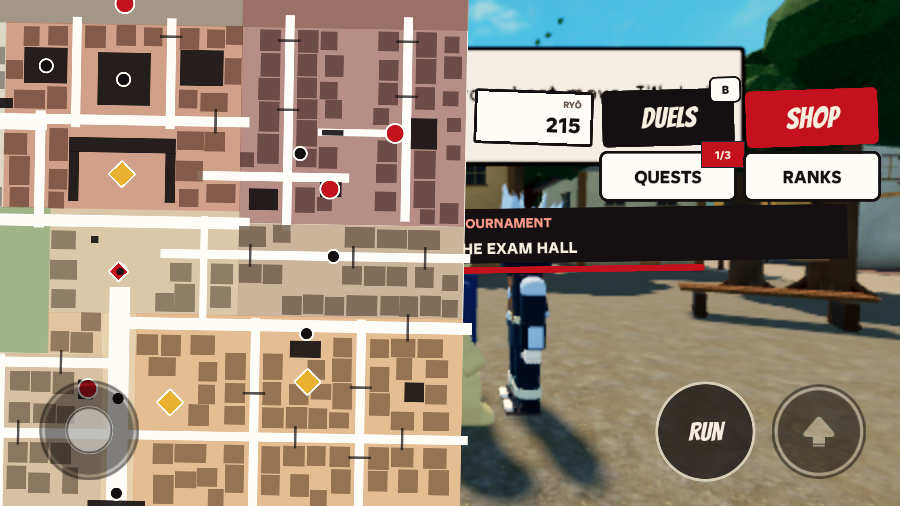 B
RYŌ
215
DUELS
SHOP
1/3
QUESTS
RANKS
OURNAMENT
HE EXAM HALL
RUN